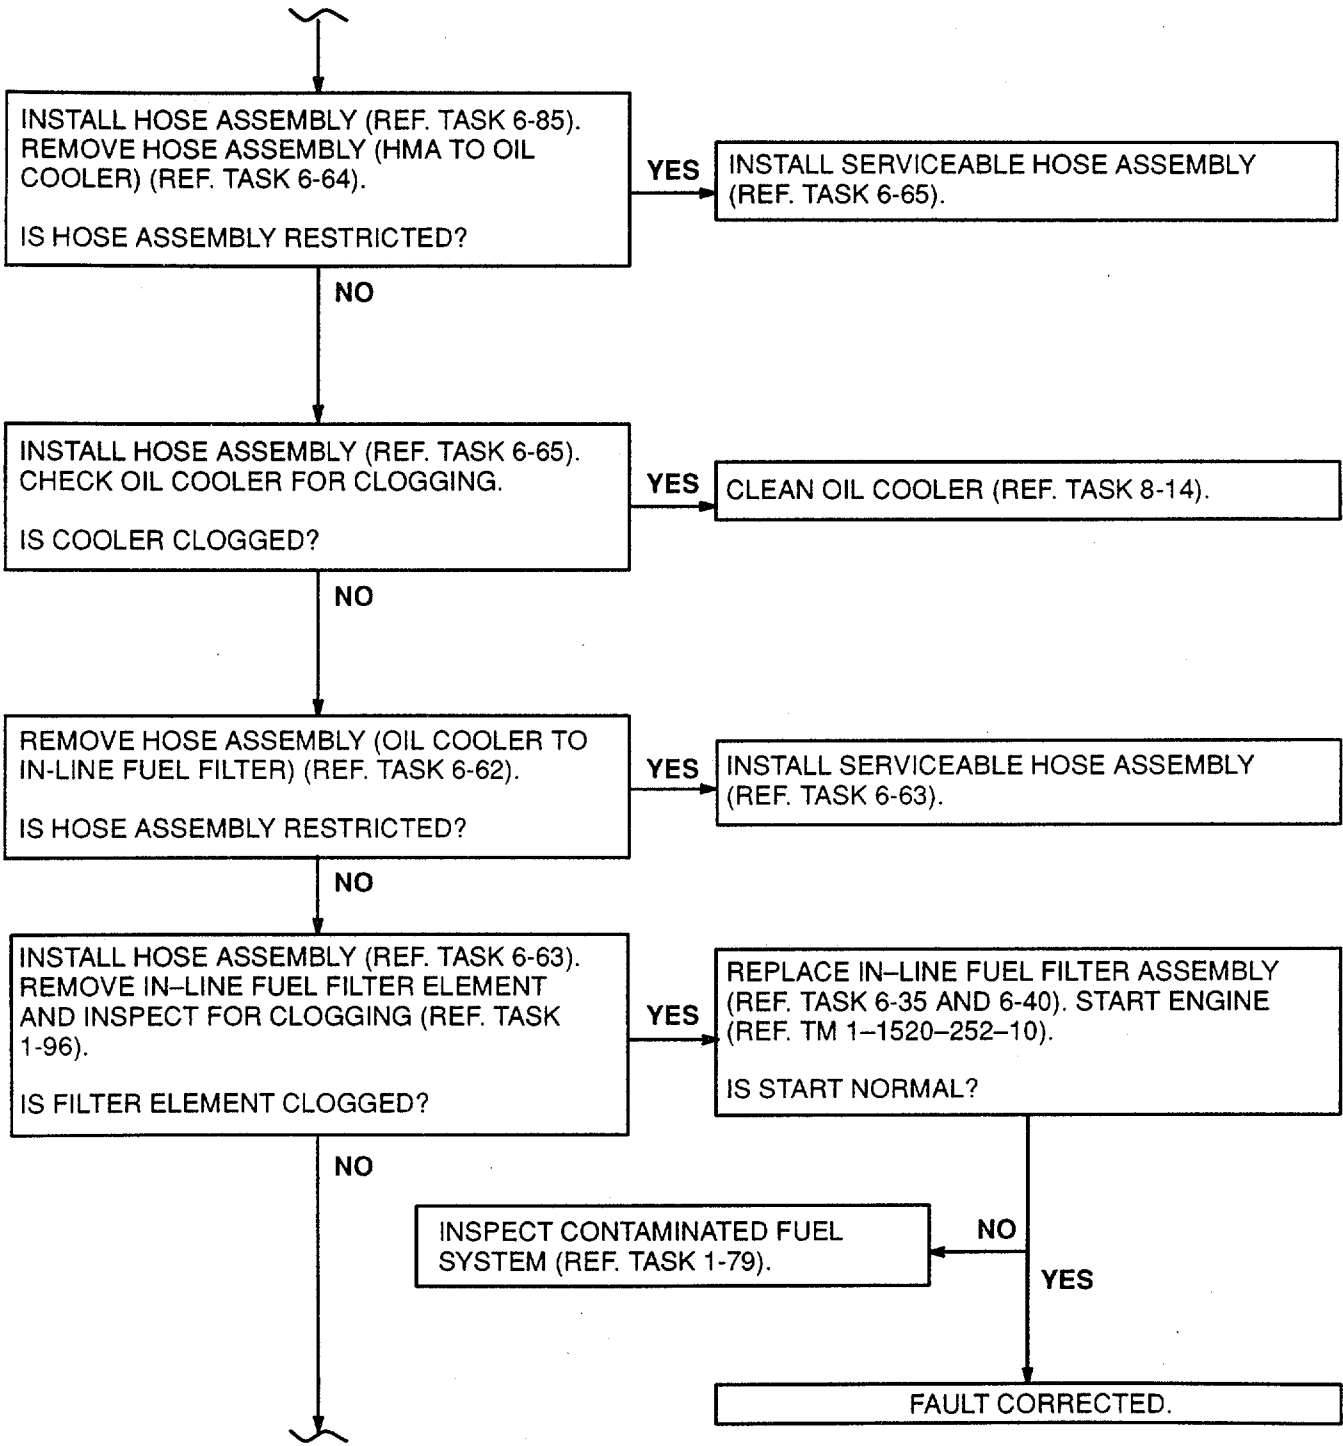 INSTALL HOSE ASSEMBLY (REF. TASK 6-85).
REMOVE HOSE ASSEMBLY (HMA TO OIL
COOLER) (REF. TASK 6-64).
IS HOSE ASSEMBLY RESTRICTED?
YES
INSTALL SERVICEABLE HOSE ASSEMBLY
(REF. TASK 6-65).
NO
INSTALL HOSE ASSEMBLY (REF. TASK 6-65).
CHECK OIL COOLER FOR CLOGGING.
IS COOLER CLOGGED?
YES
CLEAN OIL COOLER (REF. TASK 8-14).
NO
REMOVE HOSE ASSEMBLY (OIL COOLER TO
IN-LINE FUEL FILTER) (REF. TASK 6-62).
IS HOSE ASSEMBLY RESTRICTED?
YES
INSTALL SERVICEABLE HOSE ASSEMBLY
(REF. TASK 6-63).
NO
INSTALL HOSE ASSEMBLY (REF. TASK 6-63).
REMOVE IN–LINE FUEL FILTER ELEMENT
AND INSPECT FOR CLOGGING (REF. TASK
1-96).
IS FILTER ELEMENT CLOGGED?
YES
REPLACE IN–LINE FUEL FILTER ASSEMBLY
(REF. TASK 6-35 AND 6-40). START ENGINE
(REF. TM 1–1520–252–10).
IS START NORMAL?
NO
NO
INSPECT CONTAMINATED FUEL
SYSTEM (REF. TASK 1-79).
YES
FAULT CORRECTED.